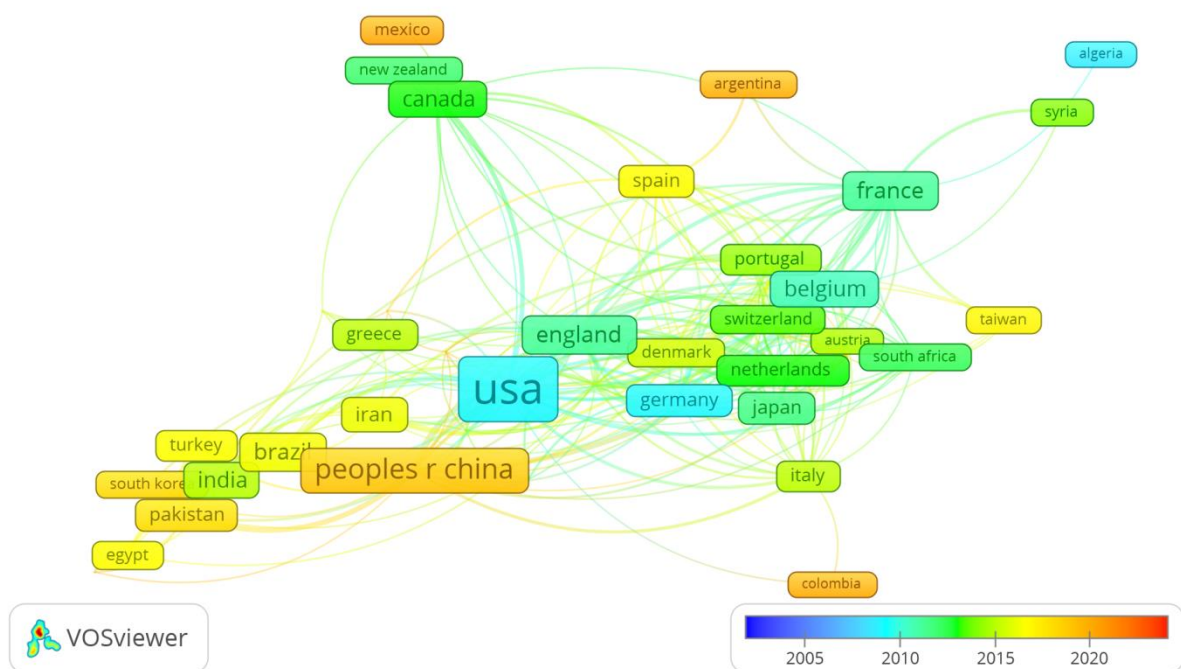 mexico
new zealand
canada
argentina
algeria
syria
spain
france
portugal
belgium
switzerland
taiwan
greece
england
denmark
austria
south africa
netherlands
usa
germany
japan
iran
turkey
brazil
peoples r china
south kore
india
italy
pakistan
egypt
colombia
VOSviewer
2005 2010 2015 2020